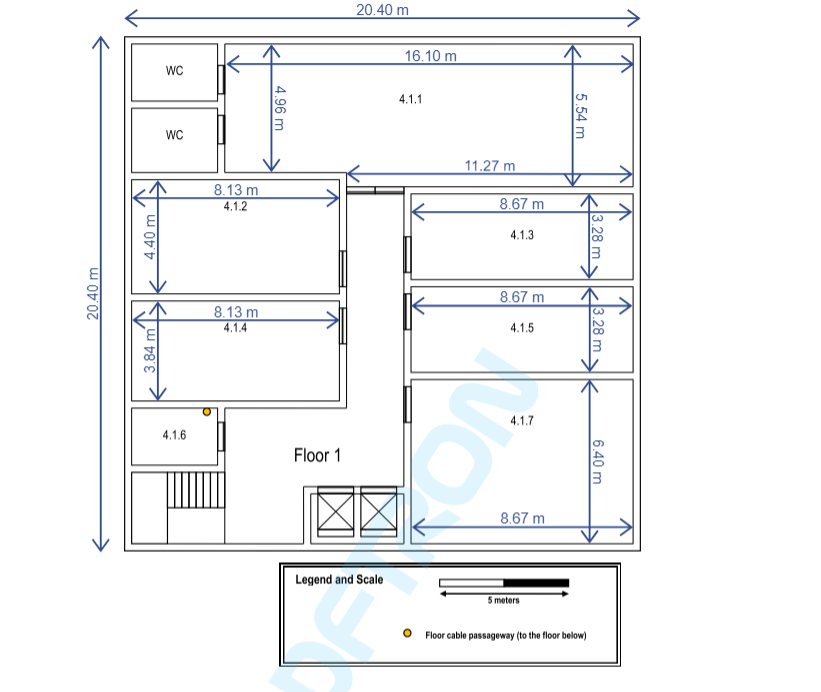 20.40 m
WC
16.10 m
4.96 m
4.1.1
5.54 m
WC
11.27 m
8.13 m
4.1.2
4.40 m
8.67 m
4.1.3
3.28 m
20.40 m
8.13 m
4.1.4
3.84 m
8.67 m
4.1.5
3.28 m
4.1.6
4.1.7
Floor 1
6.40 m
8.67 m
Legend and Scale
5 meters
Floor cable passageway (to the floor below)
DFTRON